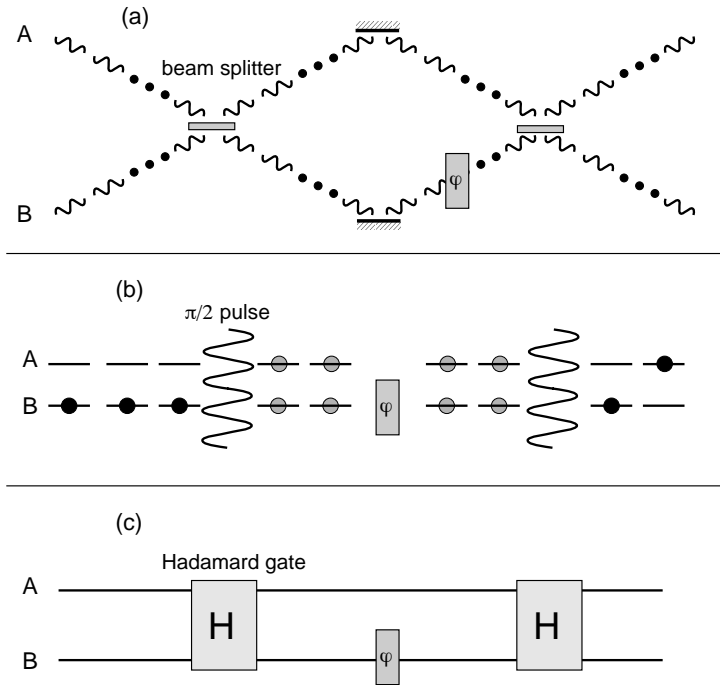 (a)
A
beam splitter
φ
B
(b)
π/2 pulse
A
B
φ
(c)
Hadamard gate
A
H
H
B
φ